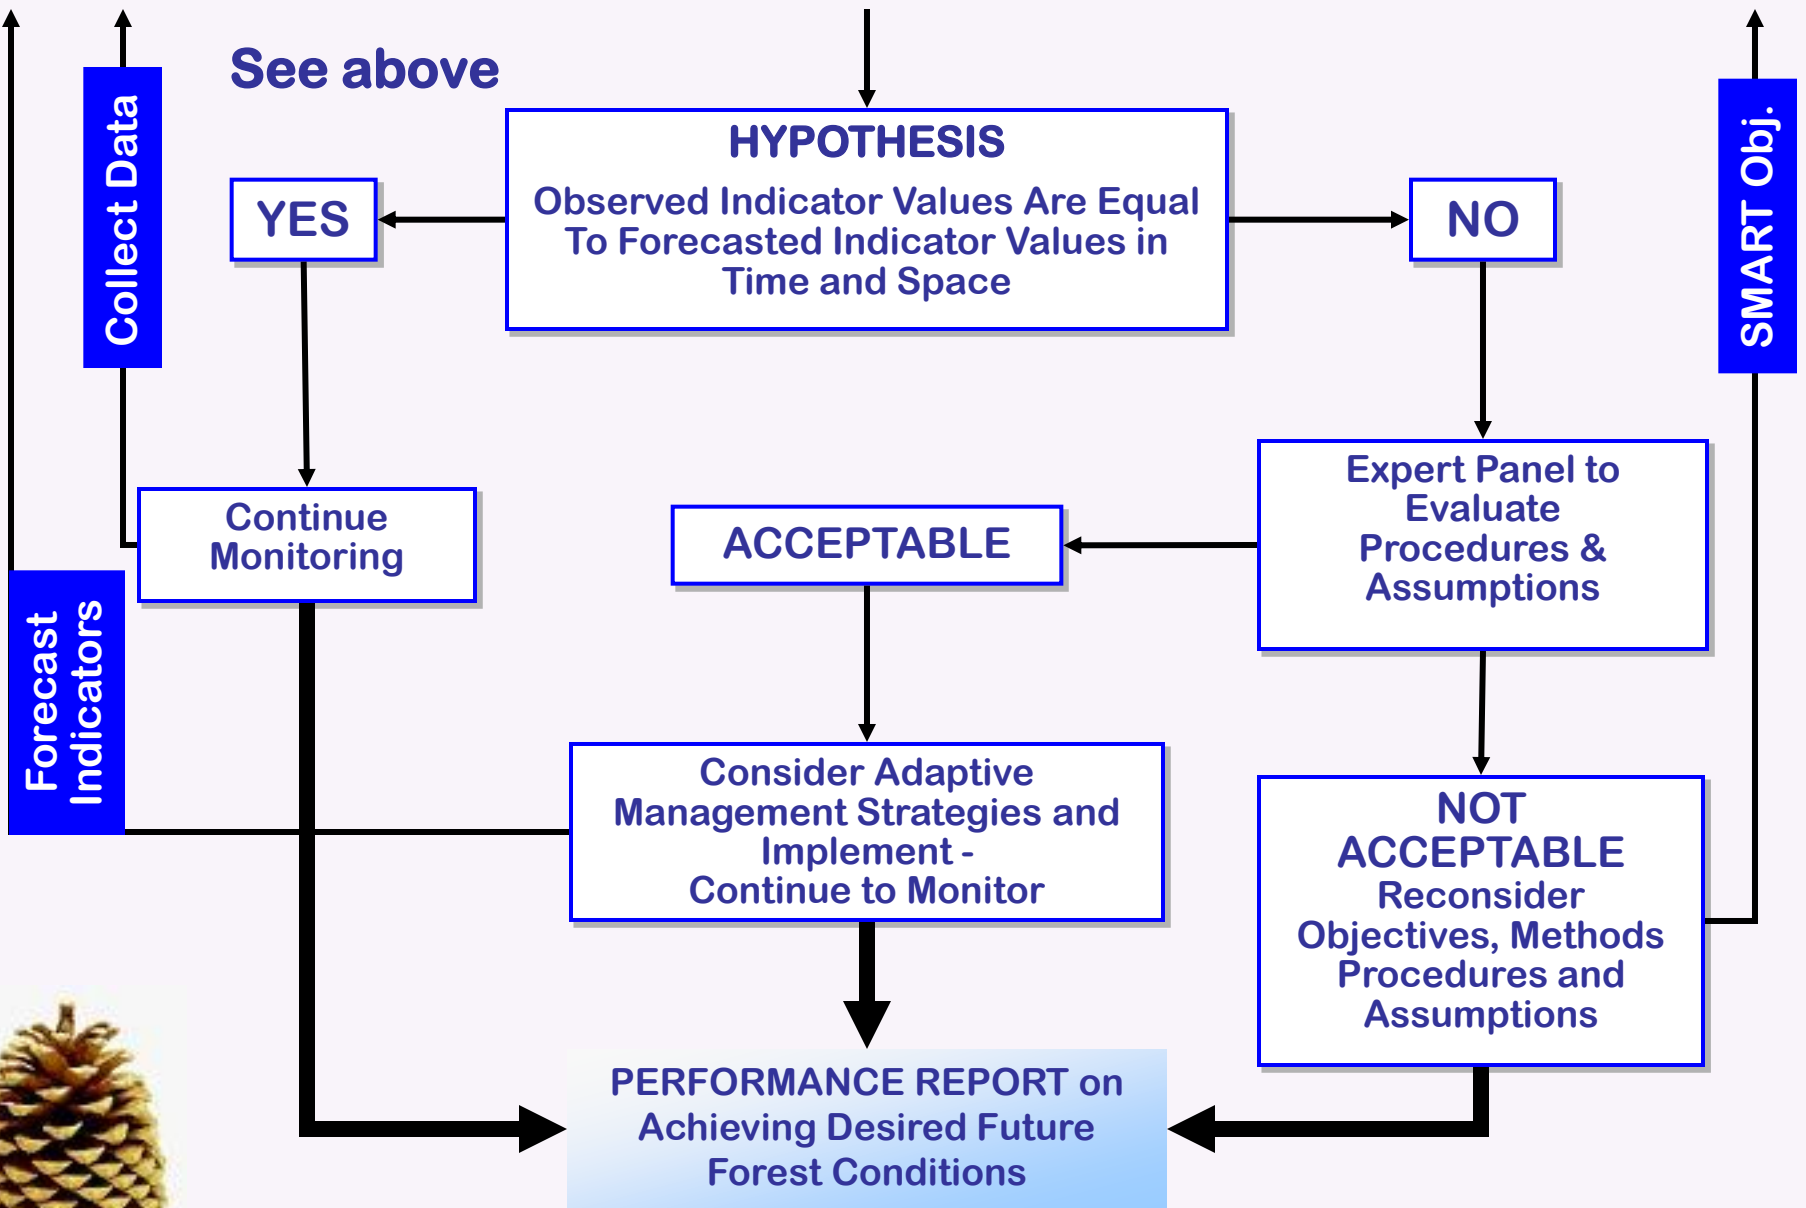 See above
Collect Data
SMART Obj.
HYPOTHESIS
Observed Indicator Values Are Equal
To Forecasted Indicator Values in
Time and Space
YES
NO
Continue
Monitoring
ACCEPTABLE
Expert Panel to
Evaluate
Procedures &
Assumptions
Forecast
Indicators
Consider Adaptive
Management Strategies and
Implement -
Continue to Monitor
NOT
ACCEPTABLE
Reconsider
Objectives, Methods
Procedures and
Assumptions
PERFORMANCE REPORT on
Achieving Desired Future
Forest Conditions